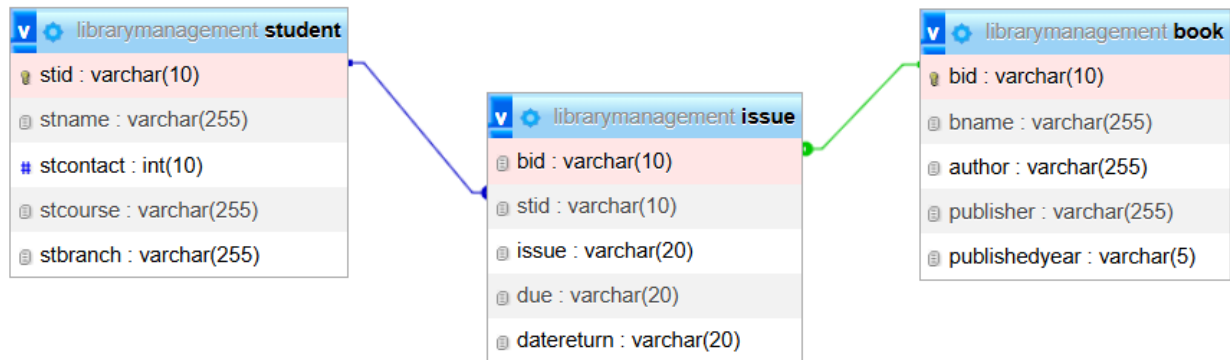 v librarymanagement student
stid : varchar(10)
stname : varchar(255)
# stcontact : int(10)
stcourse : varchar(255)
stbranch : varchar(255)
v librarymanagement issue
bid : varchar(10)
stid : varchar(10)
issue : varchar(20)
due : varchar(20)
datereturn : varchar(20)
v librarymanagement book
bid : varchar(10)
bname : varchar(255)
author : varchar(255)
publisher : varchar(255)
publishedyear : varchar(5)